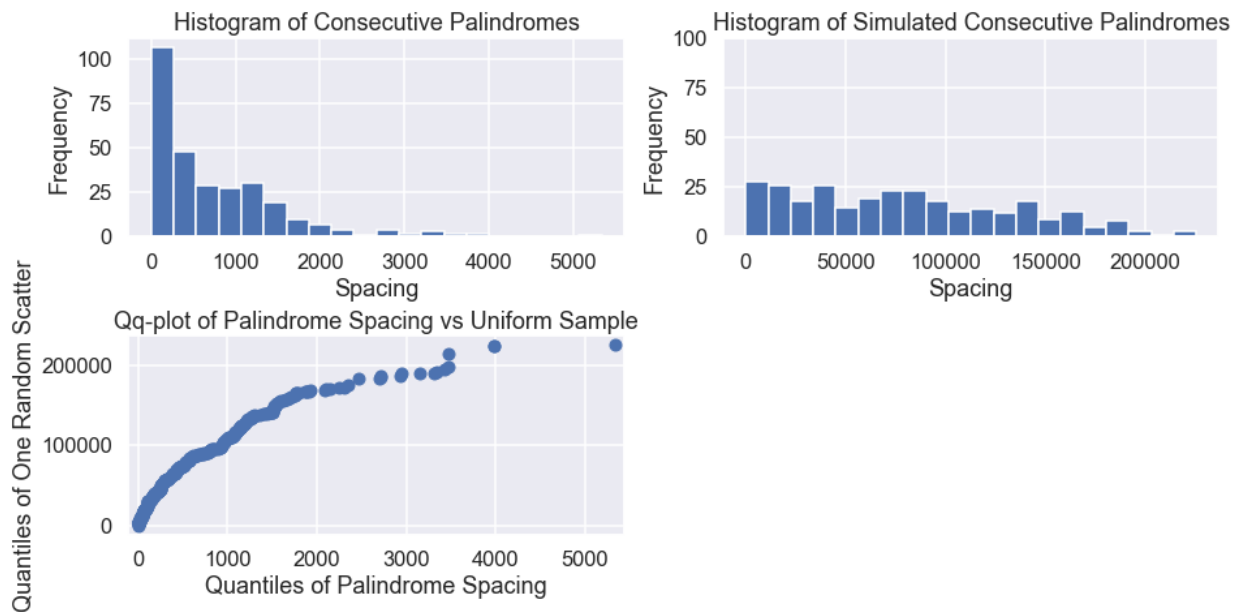 Histogram of Consecutive Palindromes
100
75
50
25
0
Frequency
0 1000 2000 3000 4000 5000
Spacing
Histogram of Simulated Consecutive Palindromes
100
75
50
25
0
Frequency
0 50000 100000 150000 200000
Spacing
Qq-plot of Palindrome Spacing vs Uniform Sample
200000
100000
0
Quantiles of One Random Scatter
0 1000 2000 3000 4000 5000
Quantiles of Palindrome Spacing